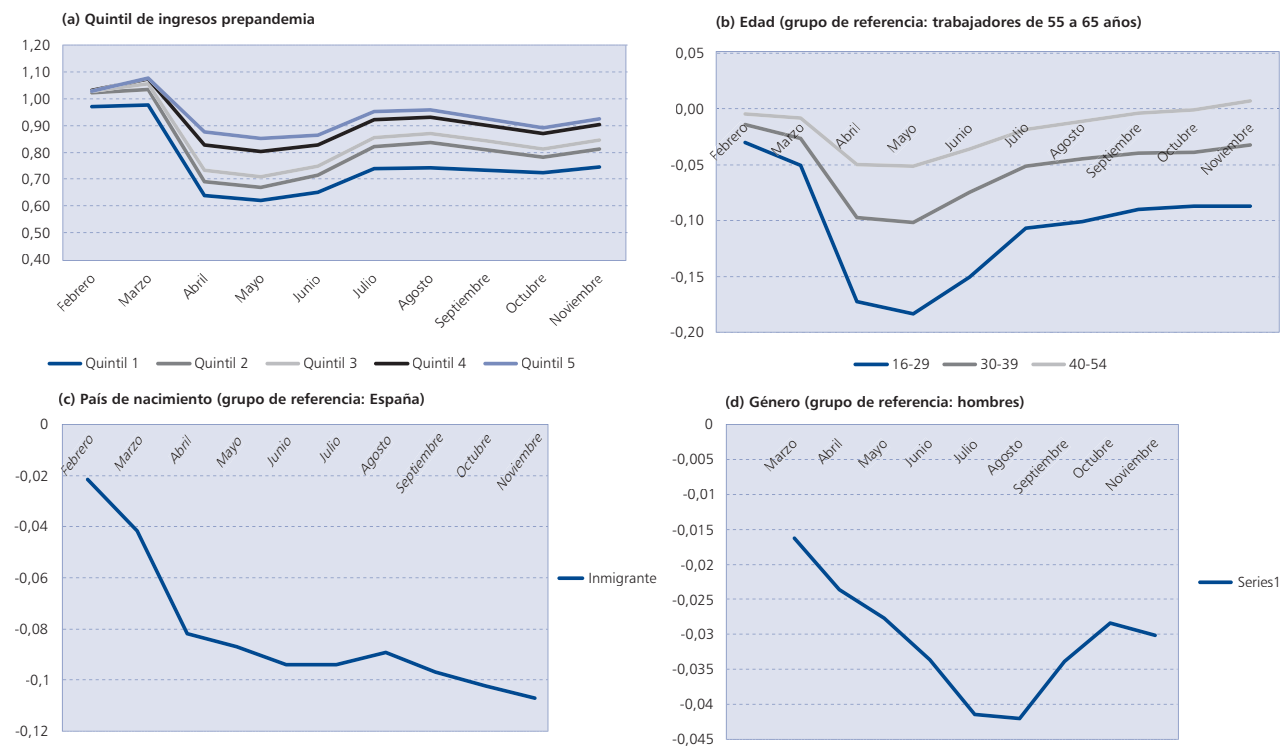 (a) Quintil de ingresos prepandemia
1,20
1,10
1,00
0,90
0,80
0,70
0,60
0,50
0,40
Febrero
Marzo
Abril
Mayo
Junio
Julio
Agosto
Septiembre
Octubre
Noviembre
Quintil 1 Quintil 2 Quintil 3 Quintil 4 Quintil 5
(b) Edad (grupo de referencia: trabajadores de 55 a 65 años)
0,05
0,00
-0,05
-0,10
-0,15
-0,20
Febrero
Marzo
Abril
Mayo
Junio
Julio
Agosto
Septiembre
Octubre
Noviembre
16-29 30-39 40-54
(c) País de nacimiento (grupo de referencia: España)
0
-0,02
-0,04
-0,06
-0,08
-0,1
-0,12
Febrero
Marzo
Abril
Mayo
Junio
Julio
Agosto
Septiembre
Octubre
Noviembre
Inmigrante
(d) Género (grupo de referencia: hombres)
0
-0,005
-0,01
-0,015
-0,02
-0,025
-0,03
-0,035
-0,04
-0,045
Marzo
Abril
Mayo
Junio
Julio
Agosto
Septiembre
Octubre
Noviembre
Series1